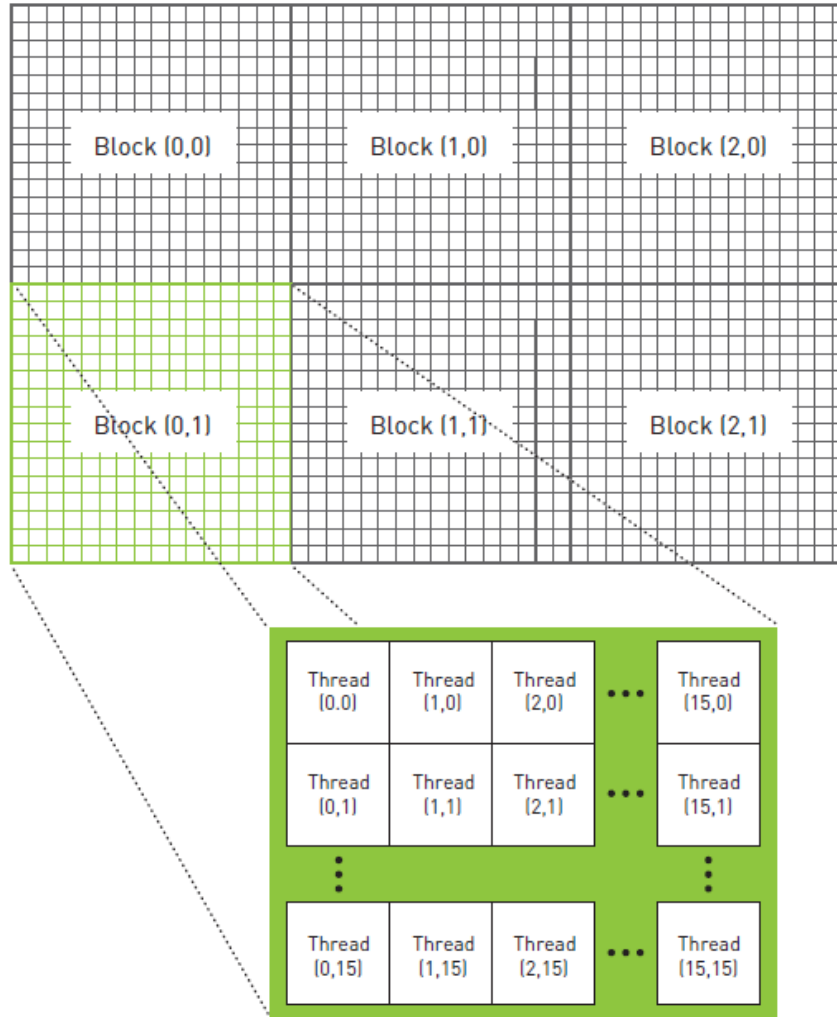 Block (0,0)
Block (1,0)
Block (2,0)
Block (0,1)
Block (1,1)
Block (2,1)
Thread
(0.0)
Thread
(1,0)
Thread
(2,0)
•••
Thread
(15,0)
Thread
(0,1)
Thread
(1,1)
Thread
(2,1)
•••
Thread
(15,1)
Thread
(0,15)
Thread
(1,15)
Thread
(2,15)
•••
Thread
(15,15)